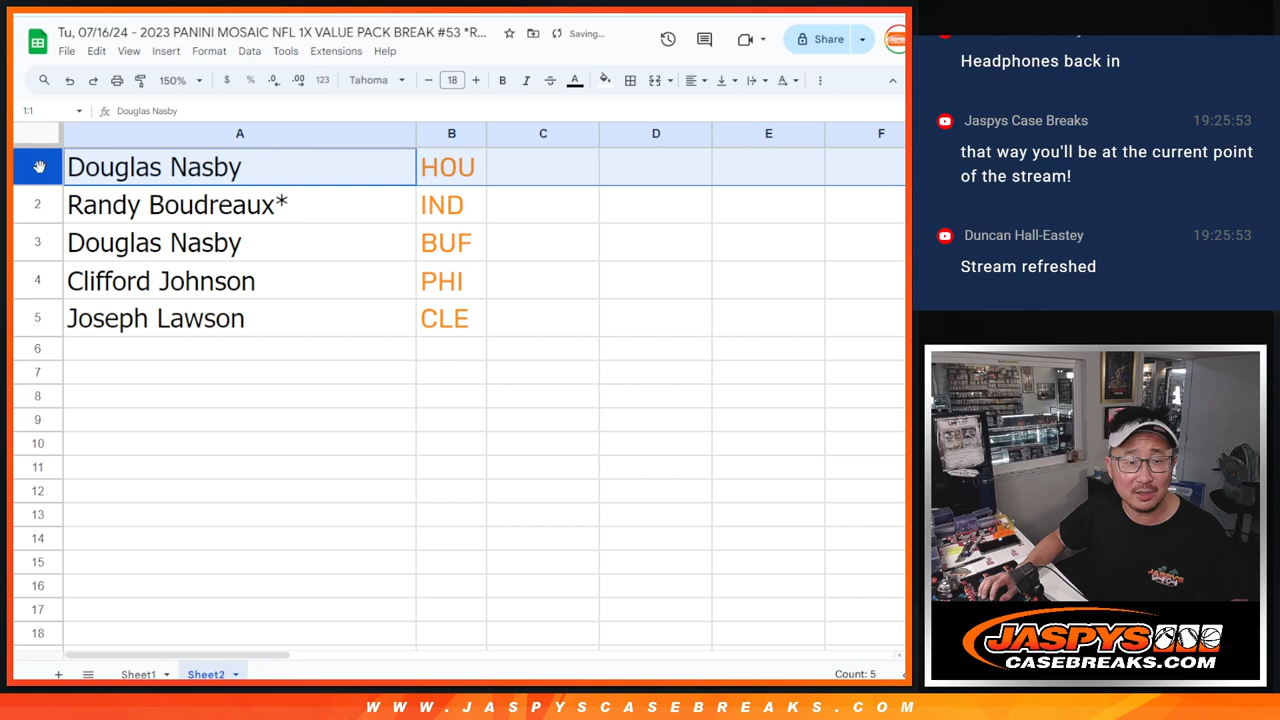 Tu, 07/16/24 - 2023 PANINI MOSAIC NFL 1X VALUE PACK BREAK #53 *R...
Saving...
File Edit View Insert Format Data Tools Extensions
Share
150% $ % .0 .00 123 Tahoma 18 B I A
1:1 fx Douglas Nasby
A B C D E F
Douglas Nasby HOU
2 Randy Boudreaux* IND
3 Douglas Nasby BUF
4 Clifford Johnson PHI
5 Joseph Lawson CLE
6
7
8
9
10
11
12
13
14
15
16
17
18
Sheet1 Sheet2 Count: 5
Headphones back in
Jaspys Case Breaks 19:25:53
that way you'll be at the current point
of the stream!
Duncan Hall-Eastey 19:25:53
Stream refreshed
JASPYS
CASEBREAKS.COM
WWW.JASPYSCASEBREAKS.COM